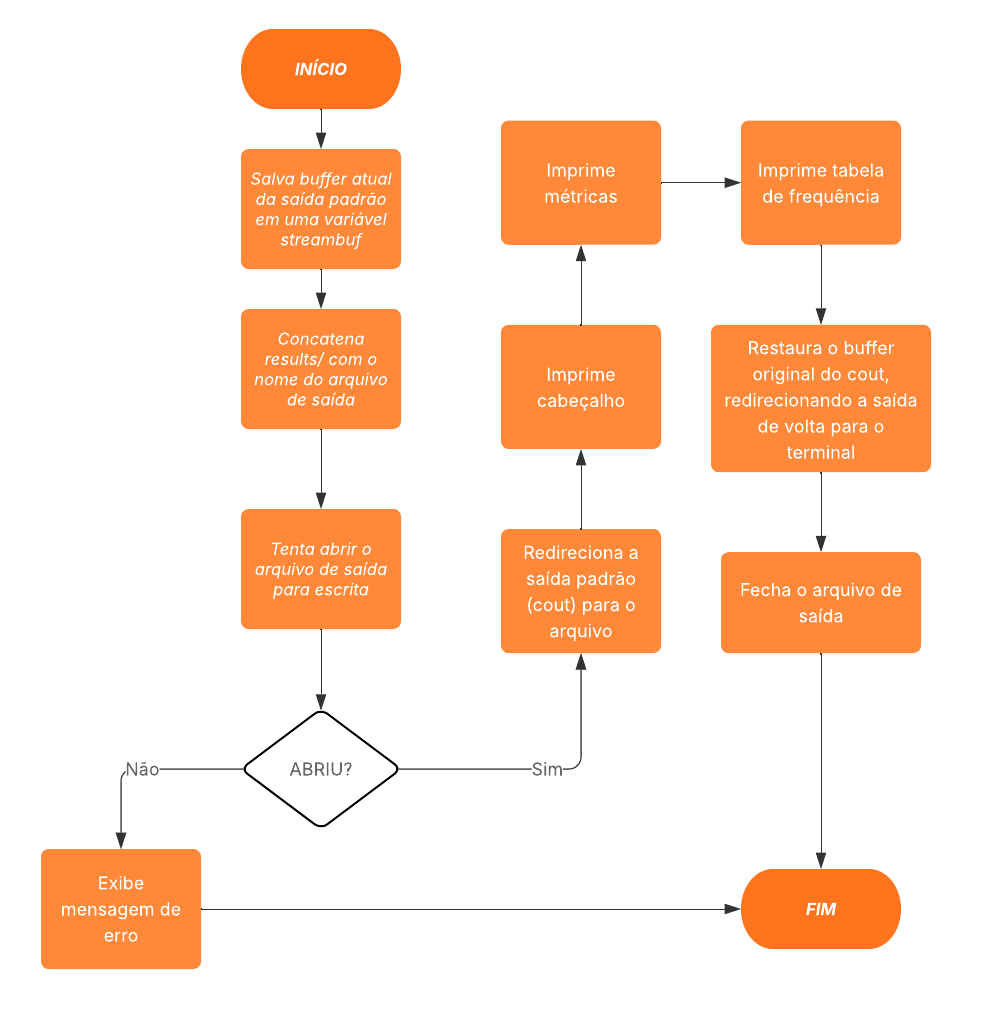 INÍCIO
Salva buffer atual
da saída padrão
em uma variável
streambuf
Concatena
results/ com o
nome do arquivo
de saída
Tenta abrir o
arquivo de saída
para escrita
ABRIU?
Não
Sim
Exibe
mensagem de
erro
Redireciona a
saída padrão
(cout) para o
arquivo
Imprime
cabeçalho
Imprime
métricas
Imprime tabela
de frequência
Restaura o buffer
original do cout,
redirecionando a saída
de volta para o
terminal
Fecha o arquivo de
saída
FIM